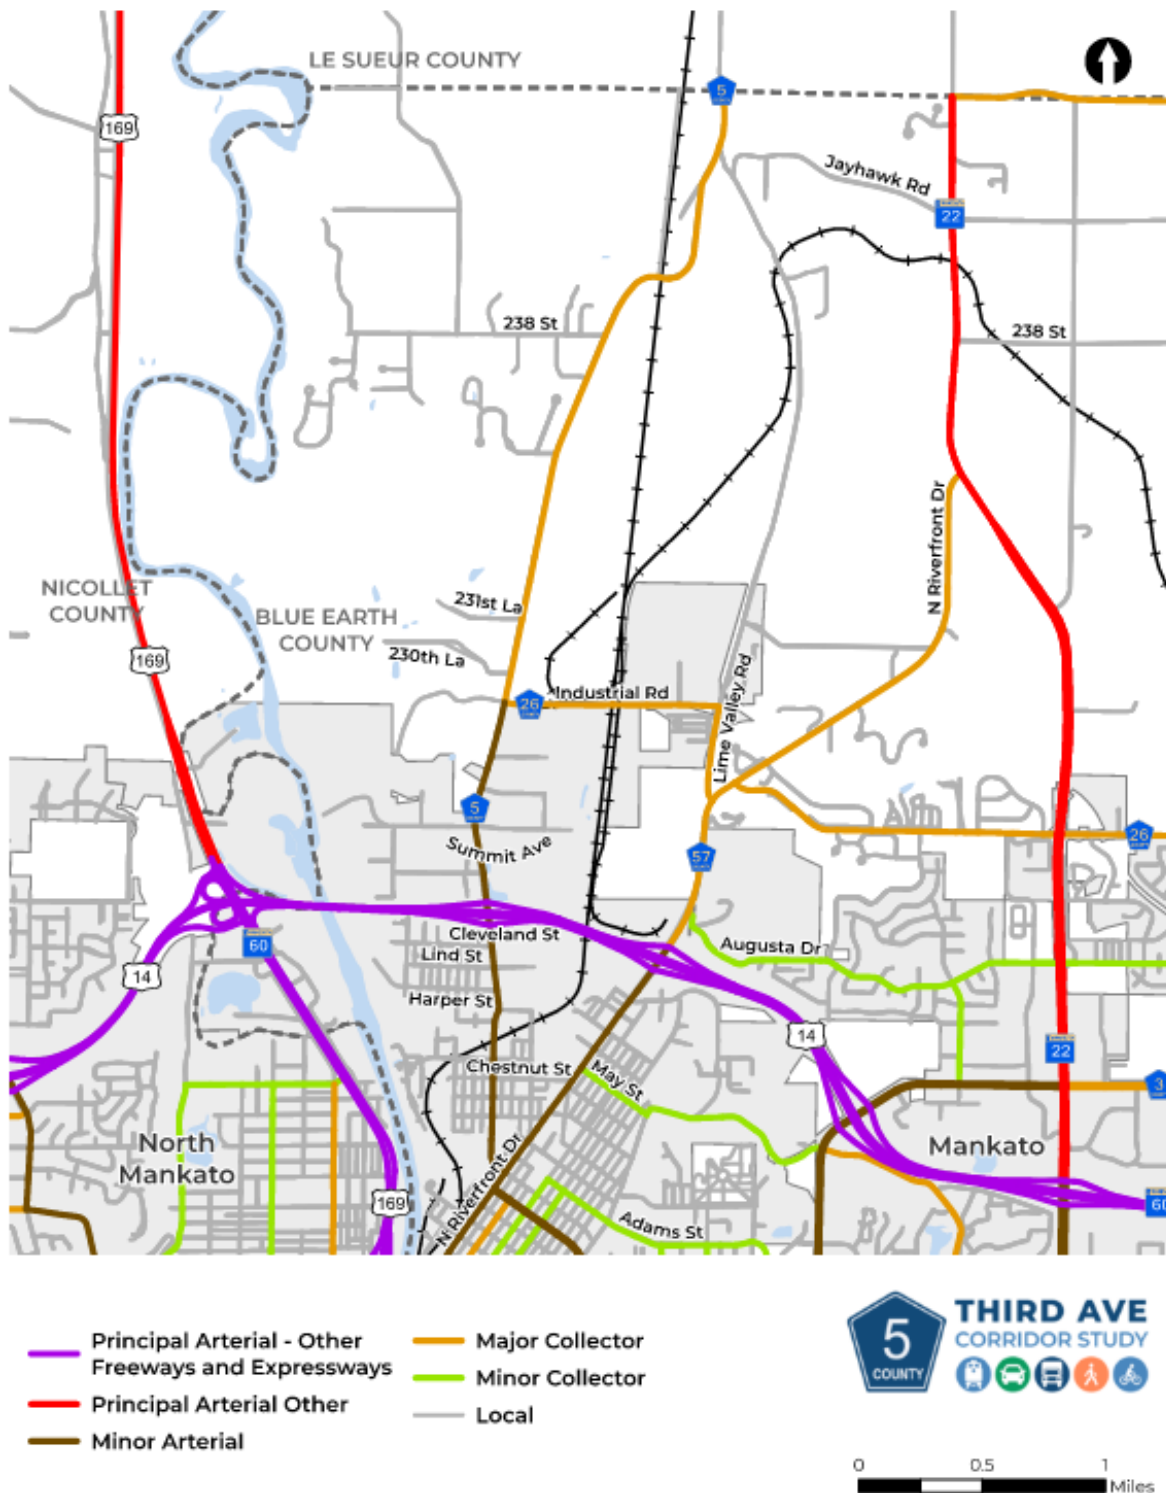 LE SUEUR COUNTY
5
169
Jayhawk Rd
22
238 St
238 St
N Riverfront Dr
NICOLLET
COUNTY
231st La
BLUE EARTH
COUNTY
230th La
169
Industrial Rd
26
Lime Valley Rd
5
Summit Ave
26
57
Cleveland St
Augusta Dr
60
Lind St
14
Harper St
14
22
Chestnut St
May St
3
North
Mankato
Mankato
169
N Riverfront Dr
60
Adams St
Principal Arterial - Other
Freeways and Expressways
Principal Arterial Other
Minor Arterial
Major Collector
Minor Collector
Local
5
COUNTY
THIRD AVE
CORRIDOR STUDY
0 0.5 1
Miles